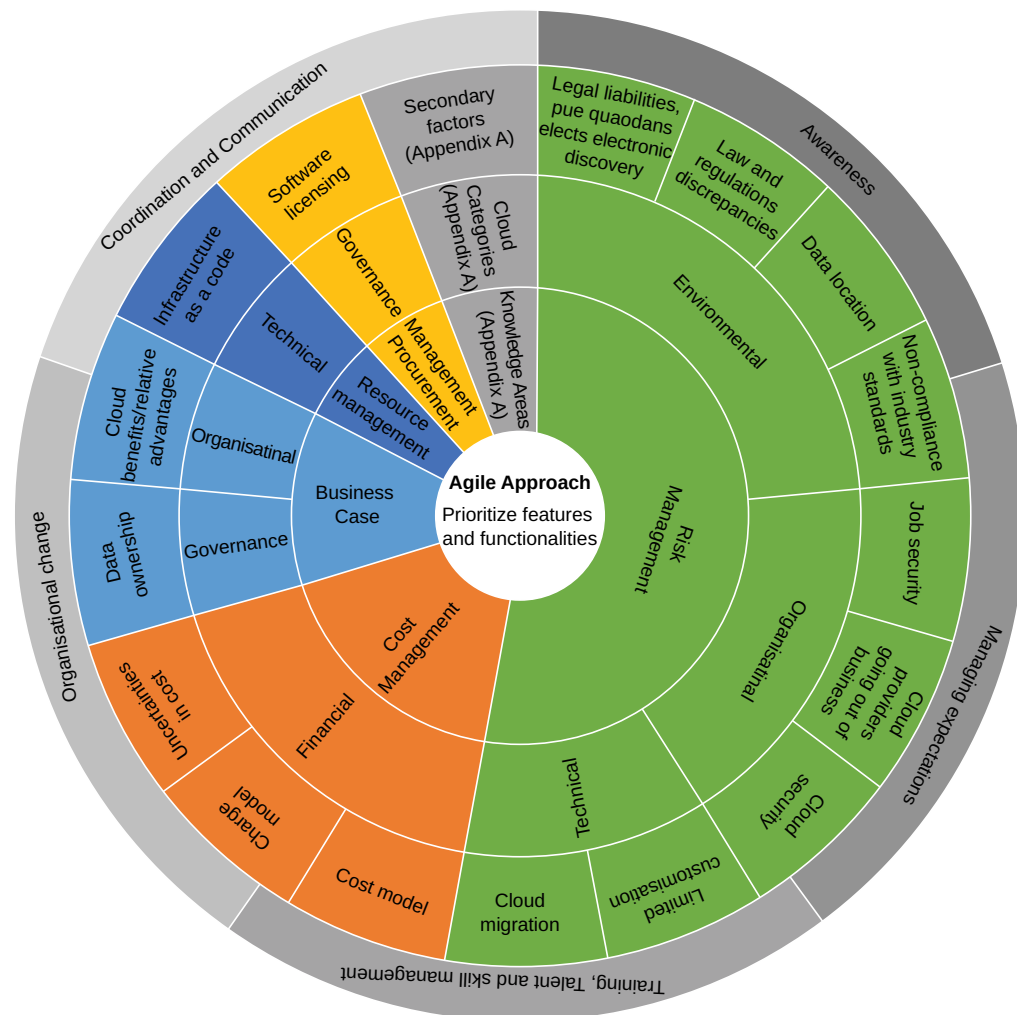 Agile Approach
Prioritize features
and functionalities
Knowledge Areas
(Appendix A)
Cloud
Categories
(Appendix A)
Secondary
factors
(Appendix A)
Risk
Management
Environmental
Legal liabilities,
pue quaodans
elects electronic
discovery
Law and
regulations
discrepancies
Data location
Non-compliance
with industry
standards
Organisatinal
Job security
Cloud
providers
going out of
business
Cloud
security
Technical
Limited
customisation
Cloud
migration
Cost
Management
Financial
Cost model
Charge
model
Uncertainties
in cost
Business
Case
Governance
Data
ownership
Organisatinal
Cloud
benefits/relative
advantages
Resource
management
Technical
Infrastructure
as a code
Management
Procurement
Governance
Software
licensing
Awareness
Managing expectations
Training, Talent and skill management
Organisational change
Coordination and Communication